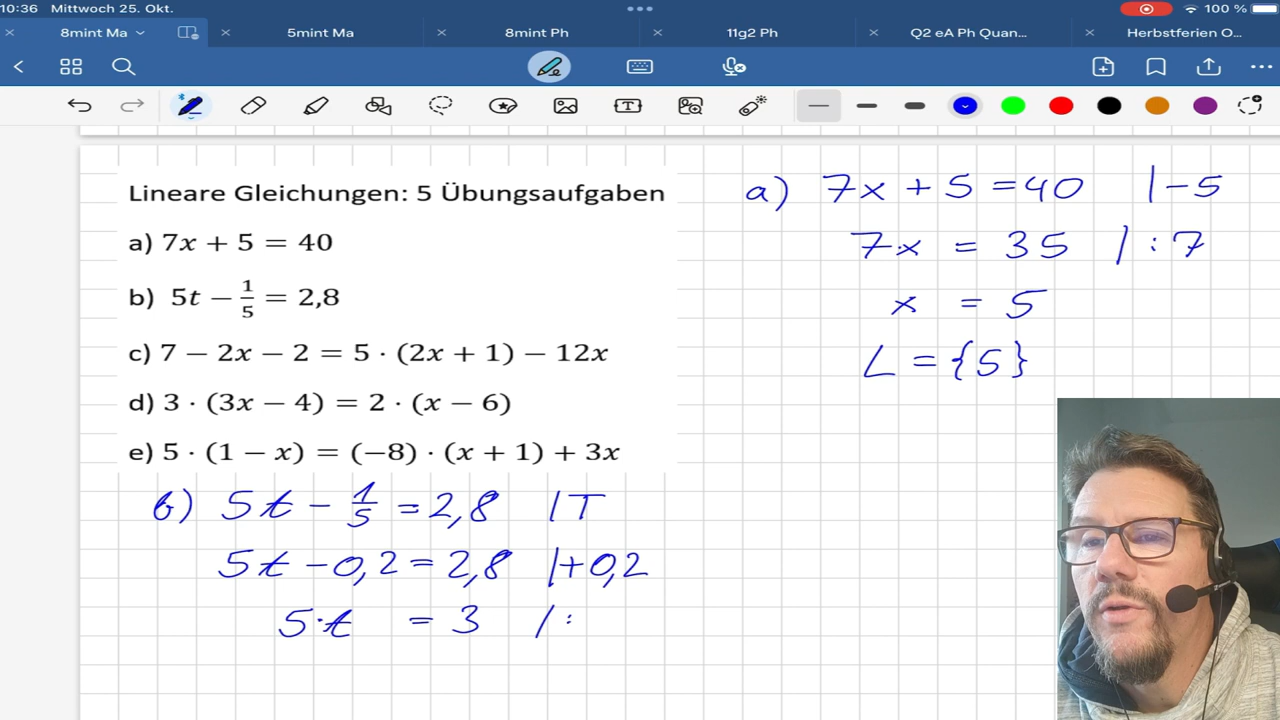 10:36 Mittwoch 25. Okt.
100 %
8mint Ma
5mint Ma
8mint Ph
11g2 Ph
Q2 eA Ph Quan...
Herbstferien O...
Lineare Gleichungen: 5 Übungsaufgaben
a) 7x + 5 = 40
b) 5t − 1/5 = 2,8
c) 7 − 2x − 2 = 5 · (2x + 1) − 12x
d) 3 · (3x − 4) = 2 · (x − 6)
e) 5 · (1 − x) = (−8) · (x + 1) + 3x
b) 5t − 1/5 = 2,8 | T
5t − 0,2 = 2,8 | +0,2
5·t = 3 | :
a) 7x + 5 = 40 | −5
7·x = 35 | : 7
x = 5
L = {5}